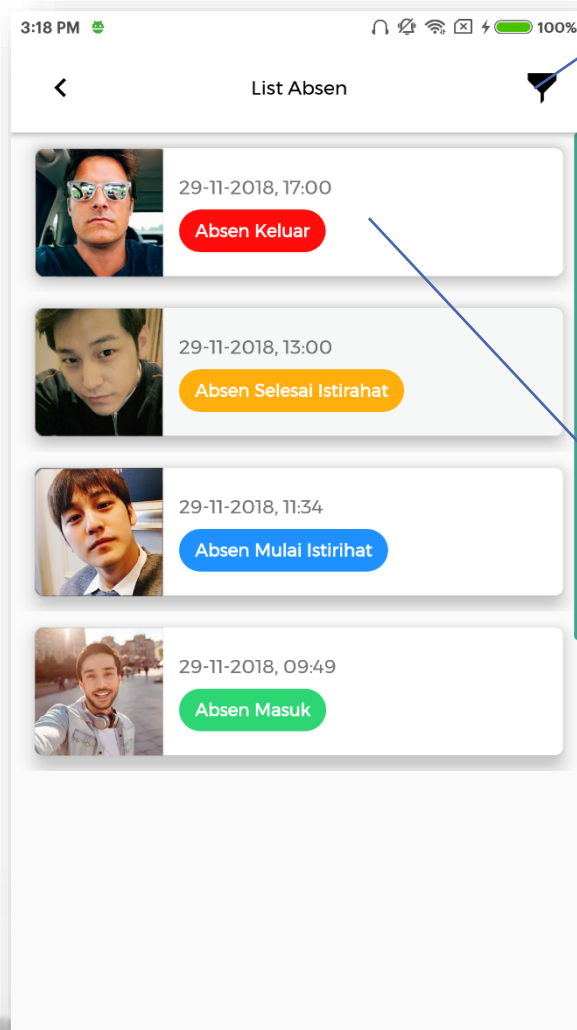 3:18 PM 100%
List Absen
29-11-2018, 17:00
Absen Keluar
29-11-2018, 13:00
Absen Selesai Istirahat
29-11-2018, 11:34
Absen Mulai Istirihat
29-11-2018, 09:49
Absen Masuk